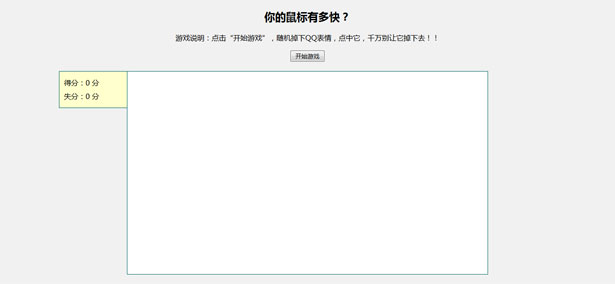 你的鼠标有多快？
游戏说明：点击“开始游戏”，随机掉下QQ表情，点中它，千万别让它掉下去！！
开始游戏
得分：0 分
失分：0 分